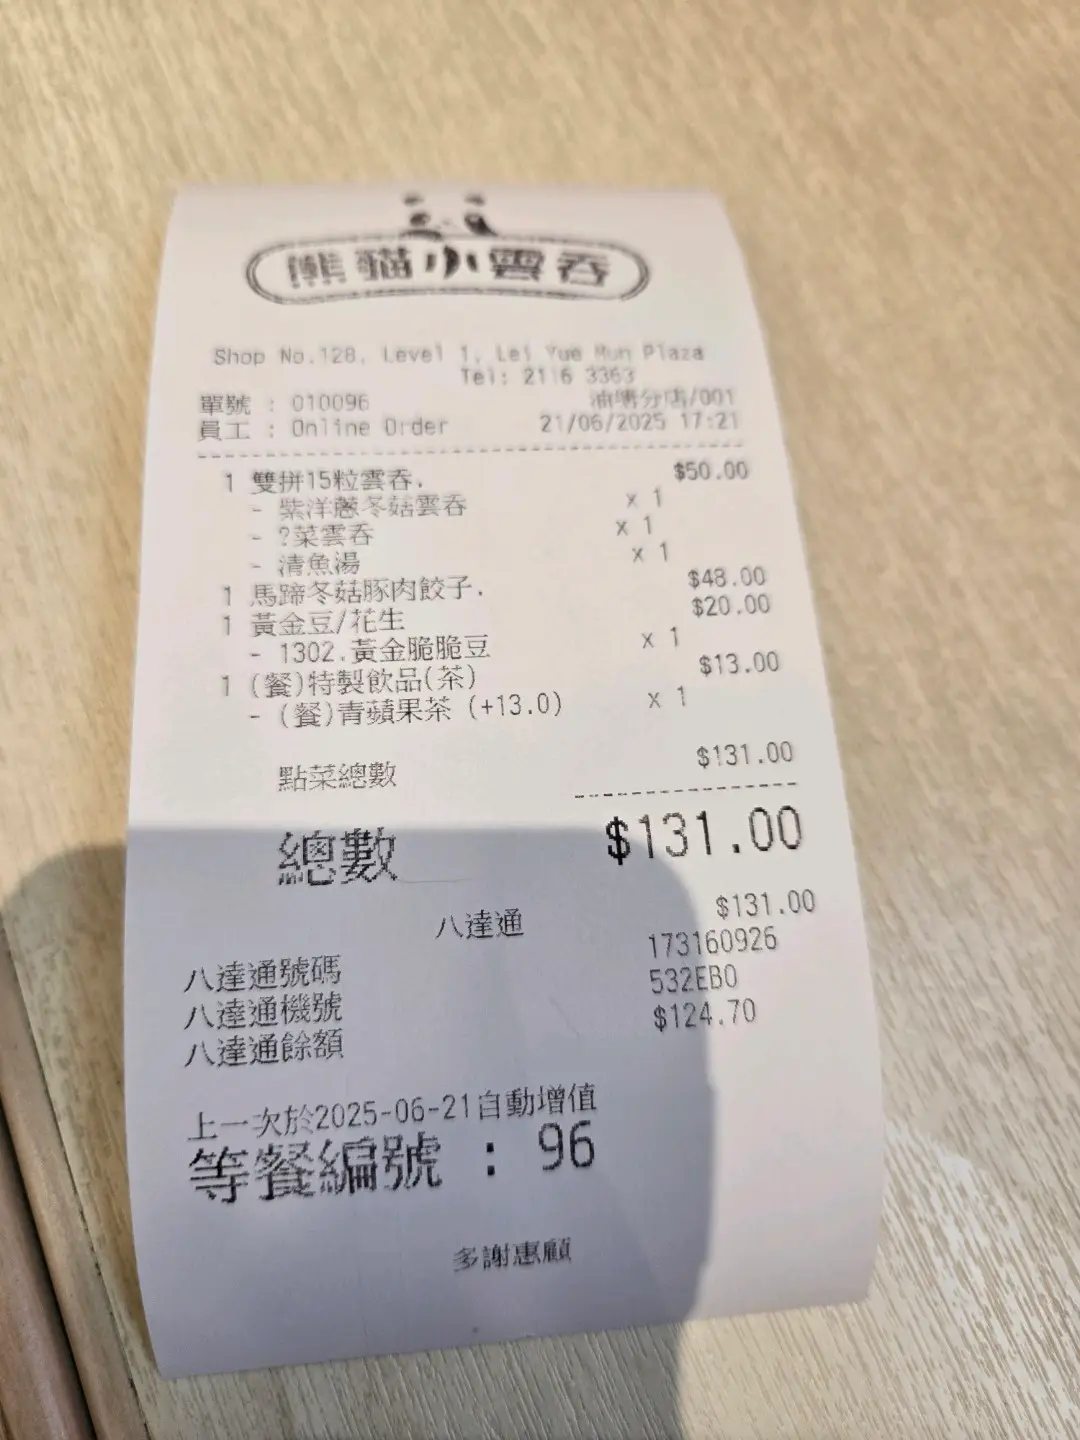 熊貓小雲吞
Shop No.128, Level 1, Lei Yue Mun Plaza
Tel: 2116 3363
單號 : 010096 油塘分店/001
員工 : Online Order 21/06/2025 17:21
1 雙拼15粒雲吞. $50.00
- 紫洋蔥冬菇雲吞 x 1
- ?菜雲吞 x 1
- 清魚湯 x 1
1 馬蹄冬菇豚肉餃子. $48.00
1 黃金豆/花生 $20.00
- 1302.黃金脆脆豆 x 1
1 (餐)特製飲品(茶) $13.00
- (餐)青蘋果茶 (+13.0) x 1
點菜總數 $131.00
總數 $131.00
八達通 $131.00
八達通號碼 173160926
八達通機號 532EB0
八達通餘額 $124.70
上一次於2025-06-21自動增值
等餐編號 : 96
多謝惠顧